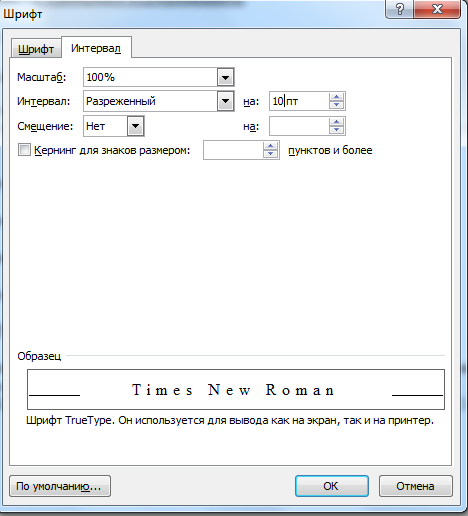 Шрифт
Шрифт Интервал
Масштаб: 100%
Интервал: Разреженный на: 10 пт
Смещение: Нет на:
Кернинг для знаков размером: пунктов и более
Образец
Times New Roman
Шрифт TrueType. Он используется для вывода как на экран, так и на принтер.
По умолчанию... ОК Отмена